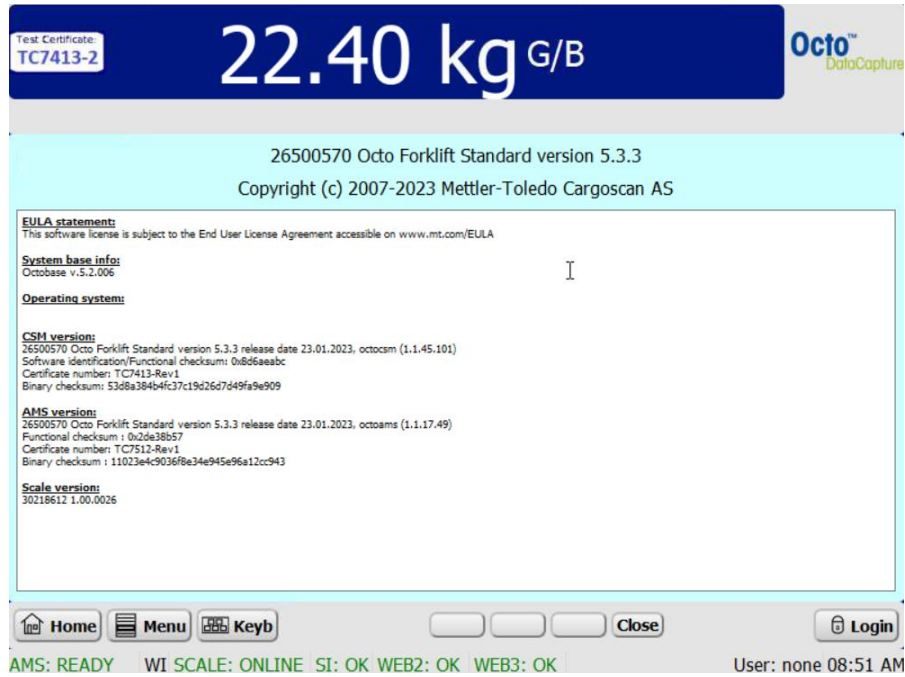 Test Certificate:
TC7413-2
22.40 kg G/B
Octo™
DataCapture
26500570 Octo Forklift Standard version 5.3.3
Copyright (c) 2007-2023 Mettler-Toledo Cargoscan AS
EULA statement:
This software license is subject to the End User License Agreement accessible on www.mt.com/EULA
System base info:
Octobase v.5.2.006
Operating system:
CSM version:
26500570 Octo Forklift Standard version 5.3.3 release date 23.01.2023, octocsm (1.1.45.101)
Software identification/Functional checksum: 0x8d6aeabc
Certificate number: TC7413-Rev1
Binary checksum: 53d8a384b4fc37c19d26d7d49fa9e909
AMS version:
26500570 Octo Forklift Standard version 5.3.3 release date 23.01.2023, octoams (1.1.17.49)
Functional checksum : 0x2de38b57
Certificate number: TC7512-Rev1
Binary checksum : 11023e4c9036f8e34e945e96a12cc943
Scale version:
30218612 1.00.0026
Home Menu Keyb Close Login
AMS: READY WI SCALE: ONLINE SI: OK WEB2: OK WEB3: OK User: none 08:51 AM